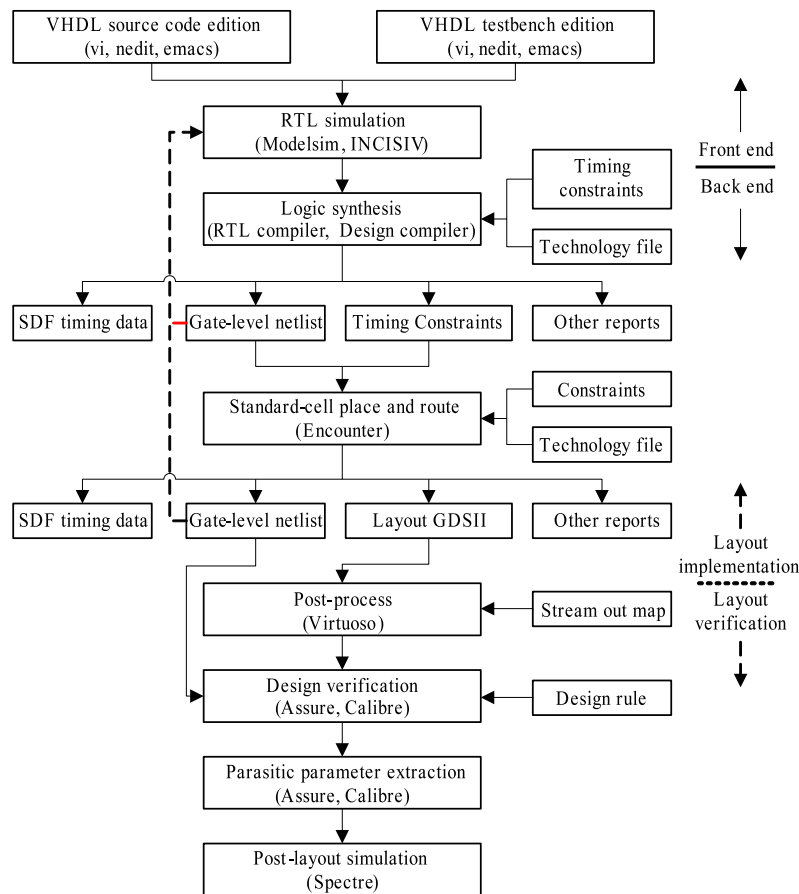 VHDL source code edition
(vi, nedit, emacs)
VHDL testbench edition
(vi, nedit, emacs)
RTL simulation
(Modelsim, INCISIV)
Front end
Back end
Timing
constraints
Logic synthesis
(RTL compiler, Design compiler)
Technology file
SDF timing data
Gate-level netlist
Timing Constraints
Other reports
Constraints
Standard-cell place and route
(Encounter)
Technology file
SDF timing data
Gate-level netlist
Layout GDSII
Other reports
Layout
implementation
Layout
verification
Post-process
(Virtuoso)
Stream out map
Design verification
(Assure, Calibre)
Design rule
Parasitic parameter extraction
(Assure, Calibre)
Post-layout simulation
(Spectre)